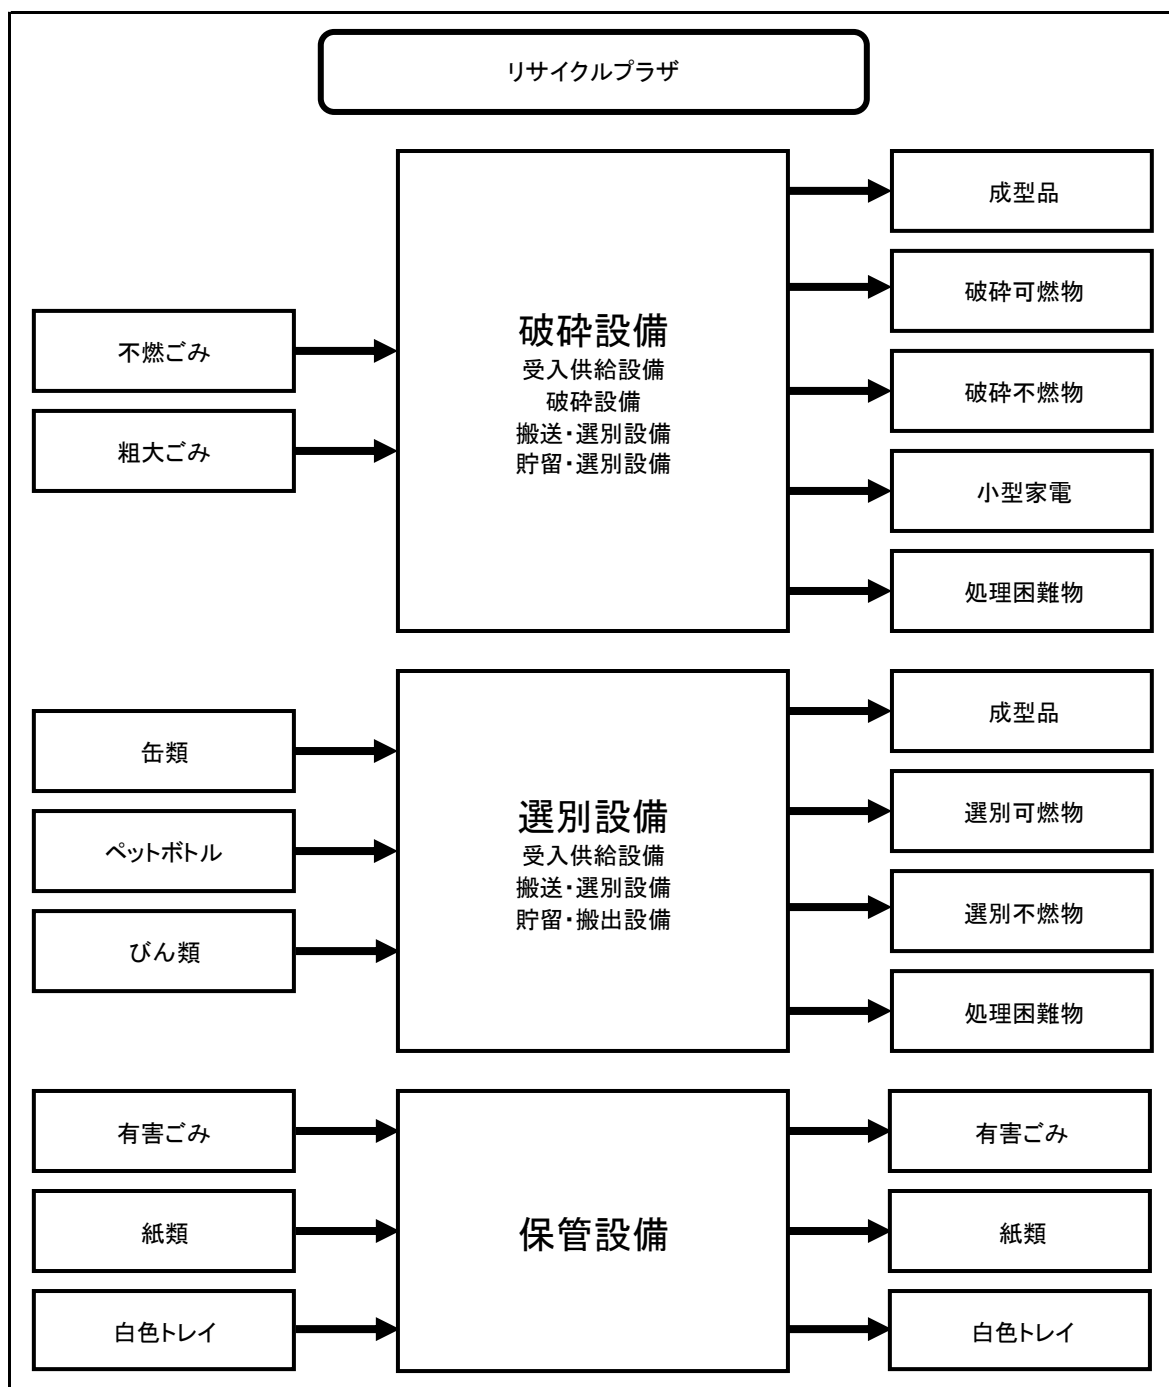 リサイクルプラザ
不燃ごみ
粗大ごみ
破砕設備
受入供給設備
破砕設備
搬送・選別設備
貯留・選別設備
成型品
破砕可燃物
破砕不燃物
小型家電
処理困難物
缶類
ペットボトル
びん類
選別設備
受入供給設備
搬送・選別設備
貯留・搬出設備
成型品
選別可燃物
選別不燃物
処理困難物
有害ごみ
紙類
白色トレイ
保管設備
有害ごみ
紙類
白色トレイ